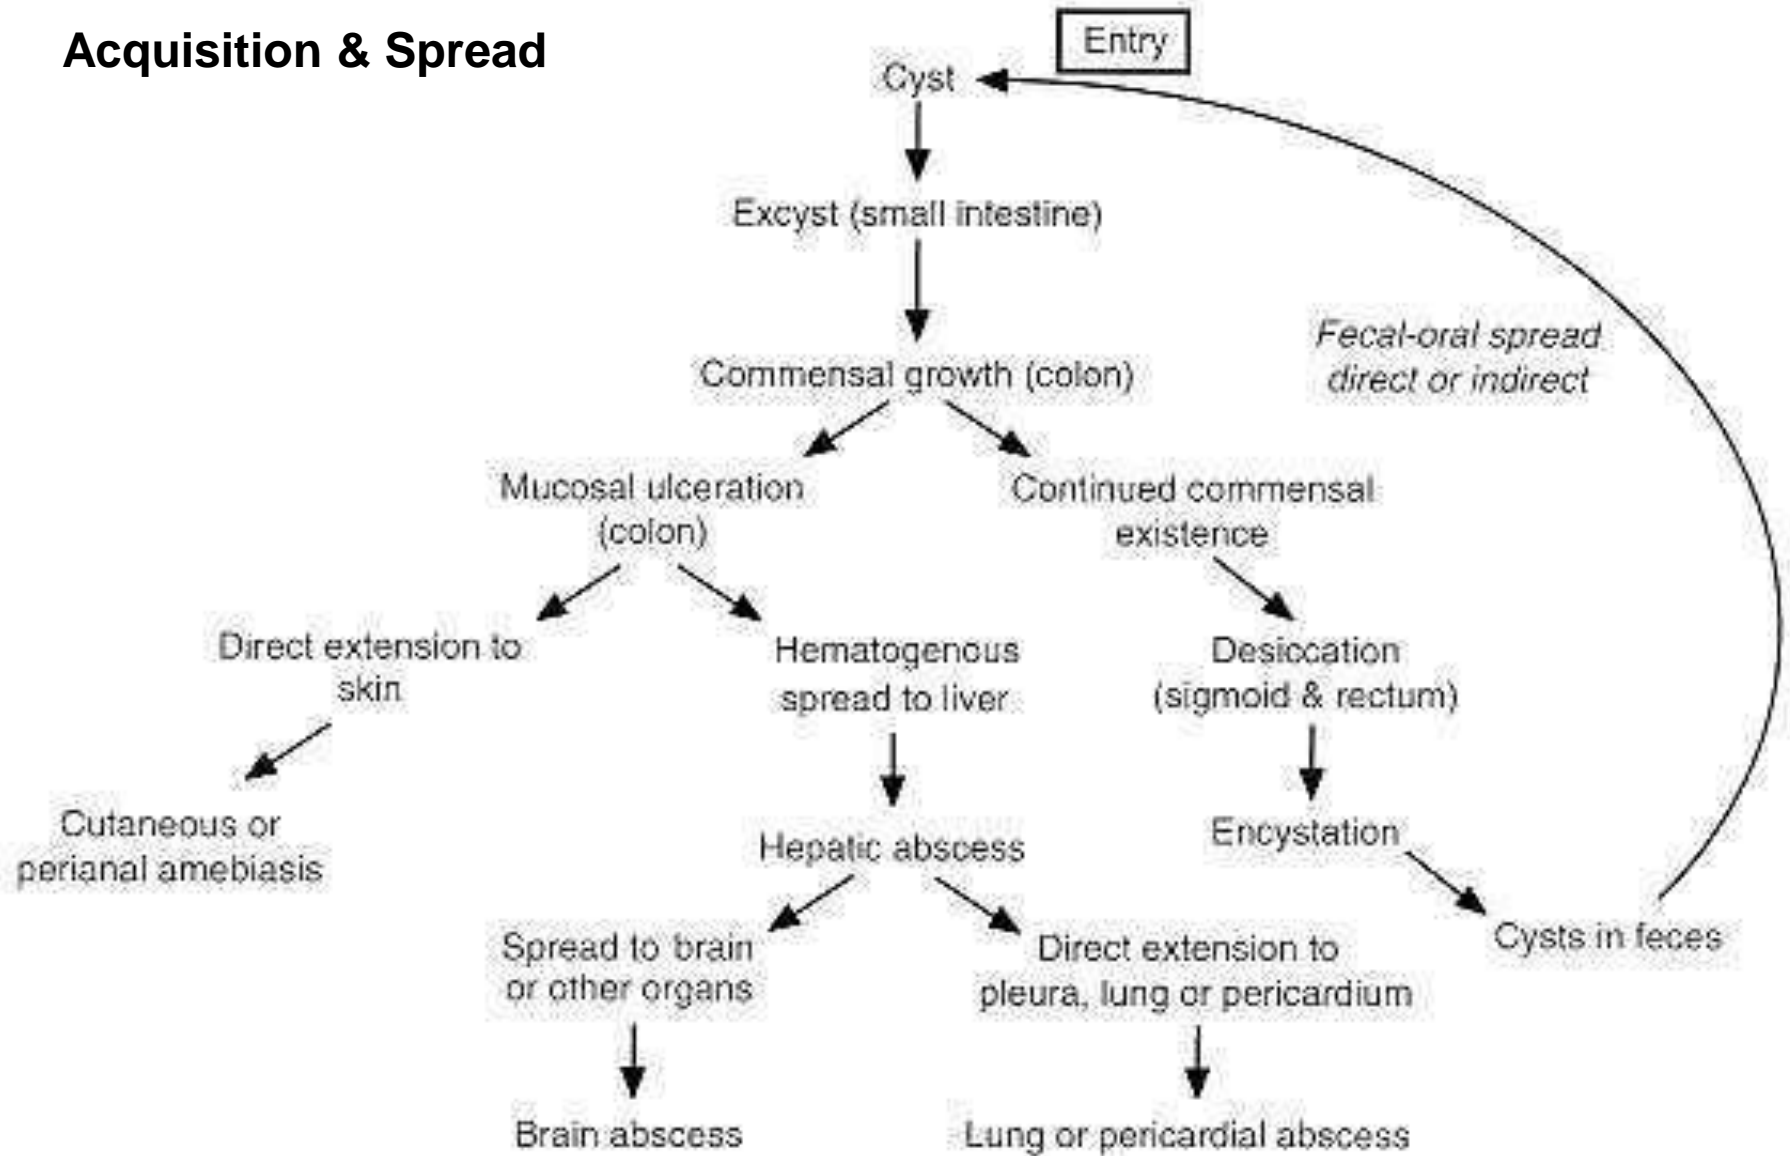 Acquisition & Spread
Entry
Cyst
Excyst (small intestine)
Fecal-oral spread
direct or indirect
Commensal growth (colon)
Mucosal ulceration
(colon)
Continued commensal
existence
Direct extension to
skin
Hematogenous
spread to liver
Desiccation
(sigmoid & rectum)
Cutaneous or
perianal amebiasis
Hepatic abscess
Encystation
Spread to brain
or other organs
Direct extension to
pleura, lung or pericardium
Cysts in feces
Brain abscess
Lung or pericardial abscess